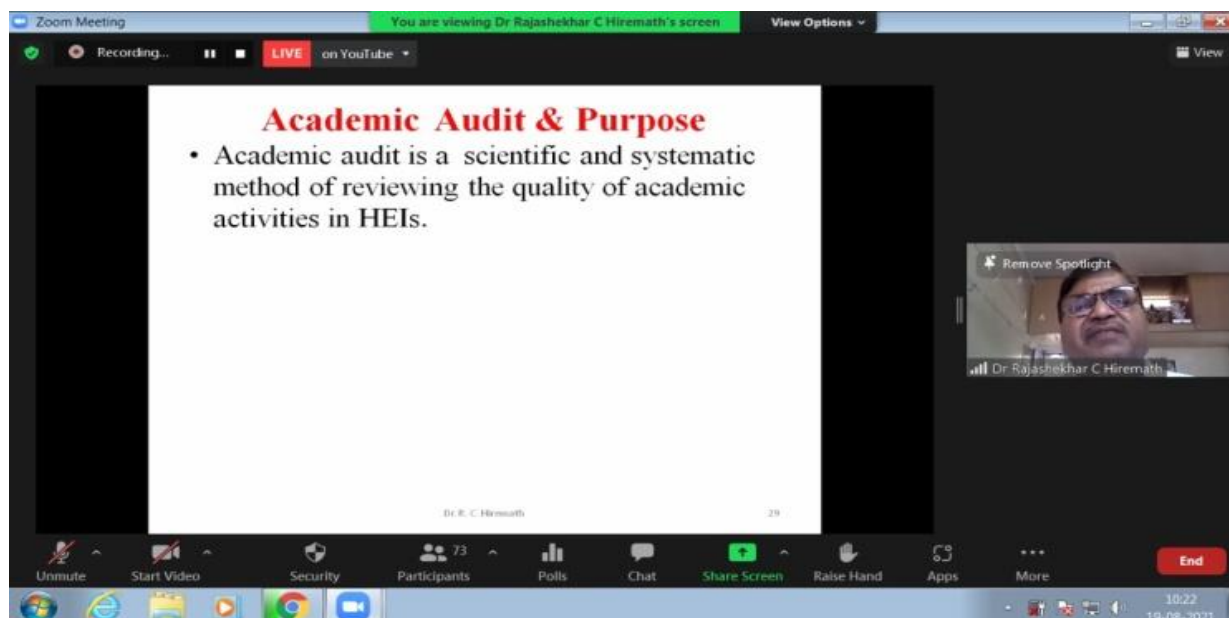 Zoom Meeting
You are viewing Dr Rajashekhar C Hiremath's screen
View Options
Recording...
LIVE
on YouTube
View
Academic Audit & Purpose
• Academic audit is a scientific and systematic
method of reviewing the quality of academic
activities in HEIs.
Remove Spotlight
Dr Rajashekhar C Hiremath
Dr. R. C Hiremath
29
73
Unmute
Start Video
Security
Participants
Polls
Chat
Share Screen
Raise Hand
Apps
More
End
10:22
19-08-2021